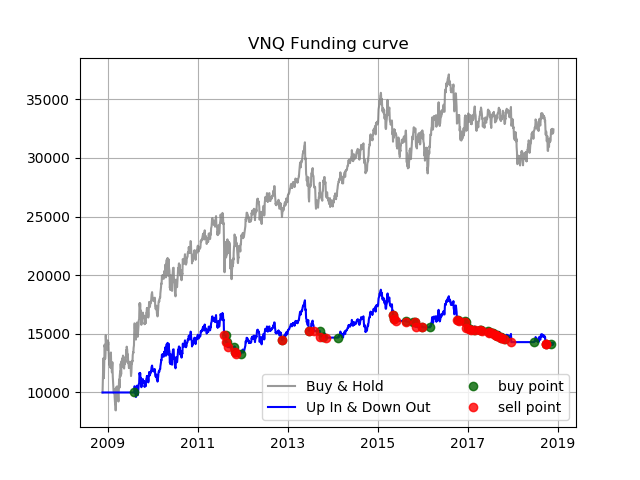 VNQ Funding curve
35000
30000
25000
20000
15000
10000
Buy & Hold
Up In & Down Out
buy point
sell point
2009 2011 2013 2015 2017 2019